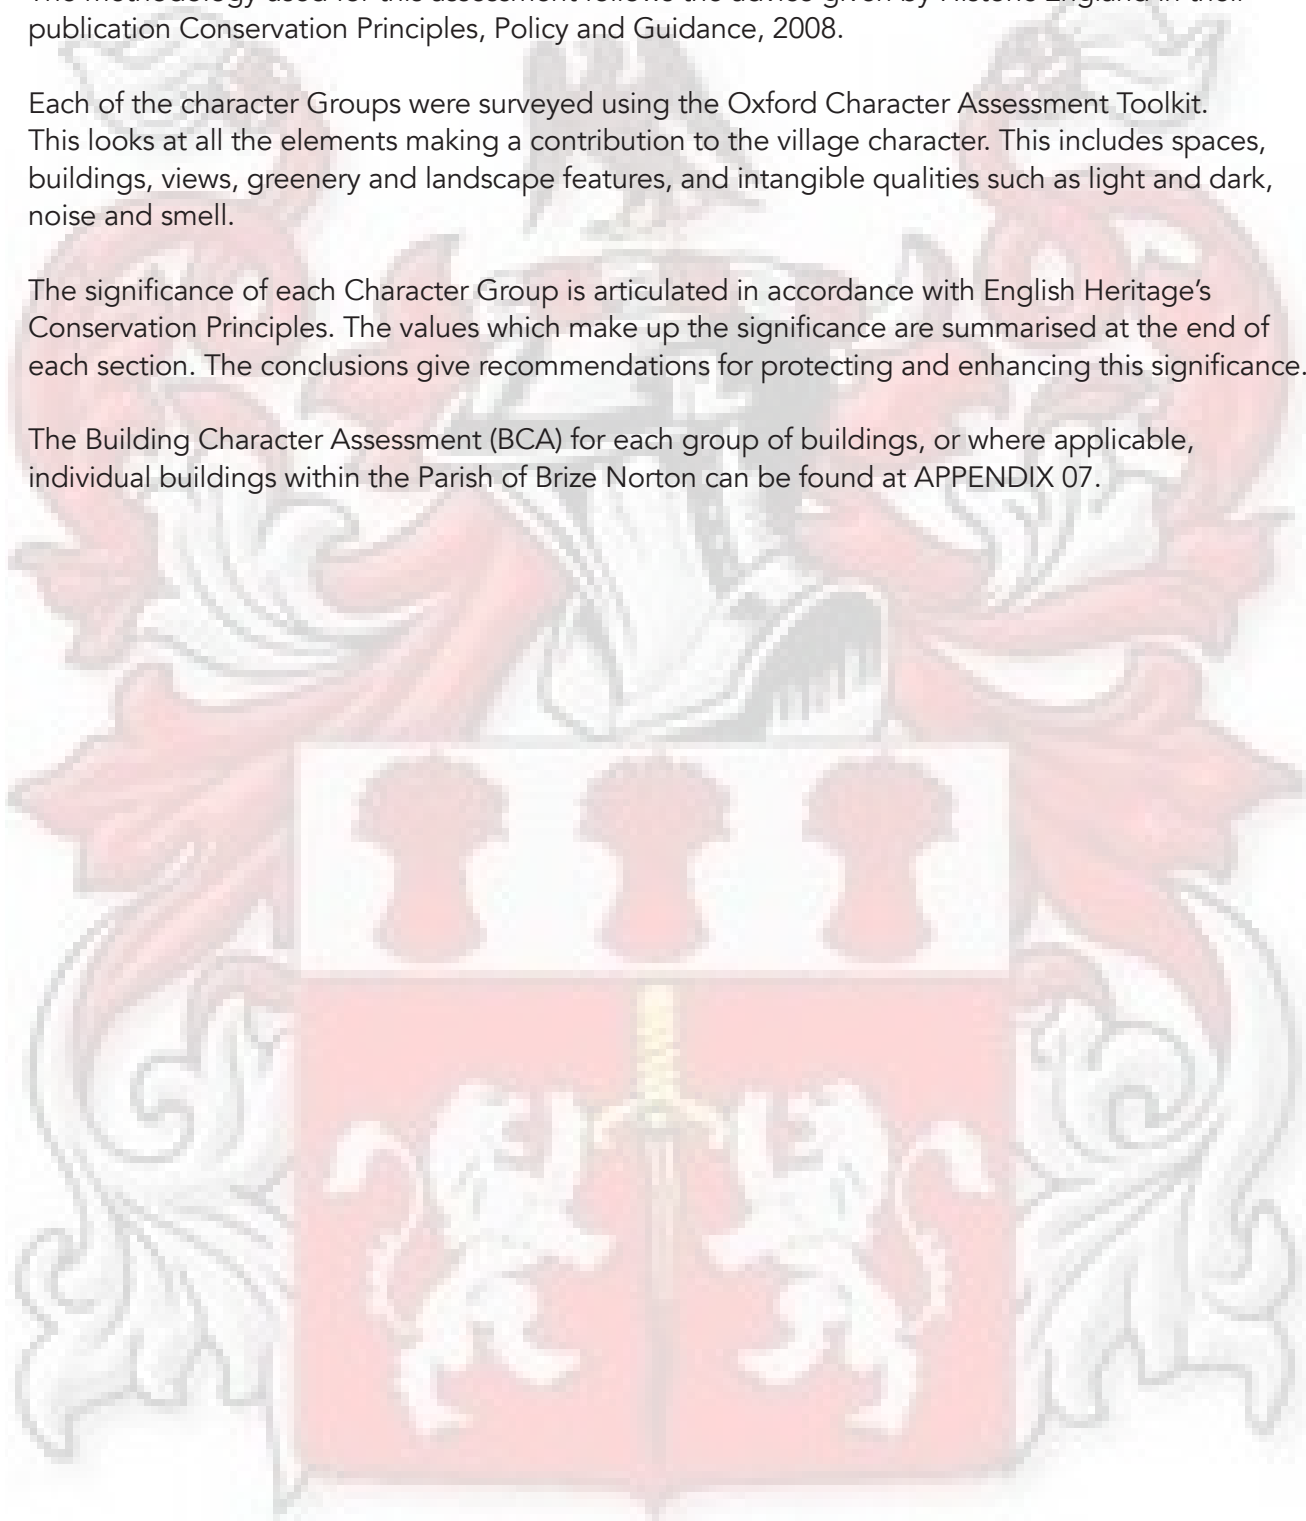 The methodology used for this assessment follows the advice given by Historic England in their
publication Conservation Principles, Policy and Guidance, 2008.
Each of the character Groups were surveyed using the Oxford Character Assessment Toolkit.
This looks at all the elements making a contribution to the village character. This includes spaces,
buildings, views, greenery and landscape features, and intangible qualities such as light and dark,
noise and smell.
The significance of each Character Group is articulated in accordance with English Heritage’s
Conservation Principles. The values which make up the significance are summarised at the end of
each section. The conclusions give recommendations for protecting and enhancing this significance.
The Building Character Assessment (BCA) for each group of buildings, or where applicable,
individual buildings within the Parish of Brize Norton can be found at APPENDIX 07.